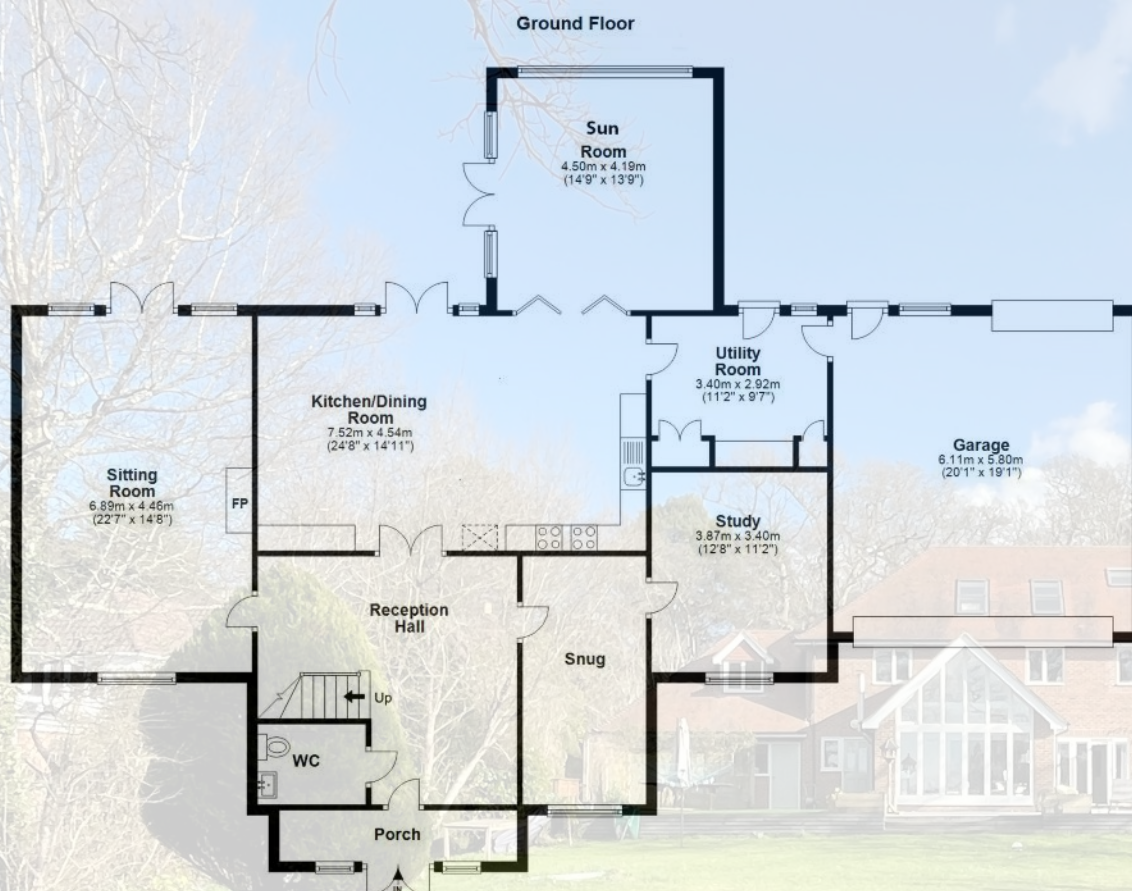 Ground Floor
Sun
Room
4.50m x 4.19m
(14'9" x 13'9")
Utility
Room
3.40m x 2.92m
(11'2" x 9'7")
Kitchen/Dining
Room
7.52m x 4.54m
(24'8" x 14'11")
Garage
6.11m x 5.80m
(20'1" x 19'1")
Sitting
Room
6.89m x 4.46m
(22'7" x 14'8")
FP
Study
3.87m x 3.40m
(12'8" x 11'2")
Reception
Hall
Snug
Up
WC
Porch
IN